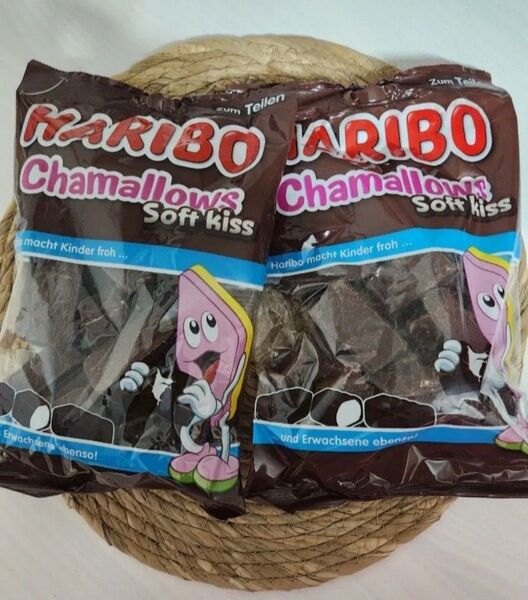 zum Teilen
HARIBO
Chamallows
Soft kiss
macht Kinder froh ...
Erwachsene ebenso!
Zum Teilen
HARIBO
Chamallows
Soft kiss
Haribo macht Kinder froh ...
... und Erwachsene ebenso!